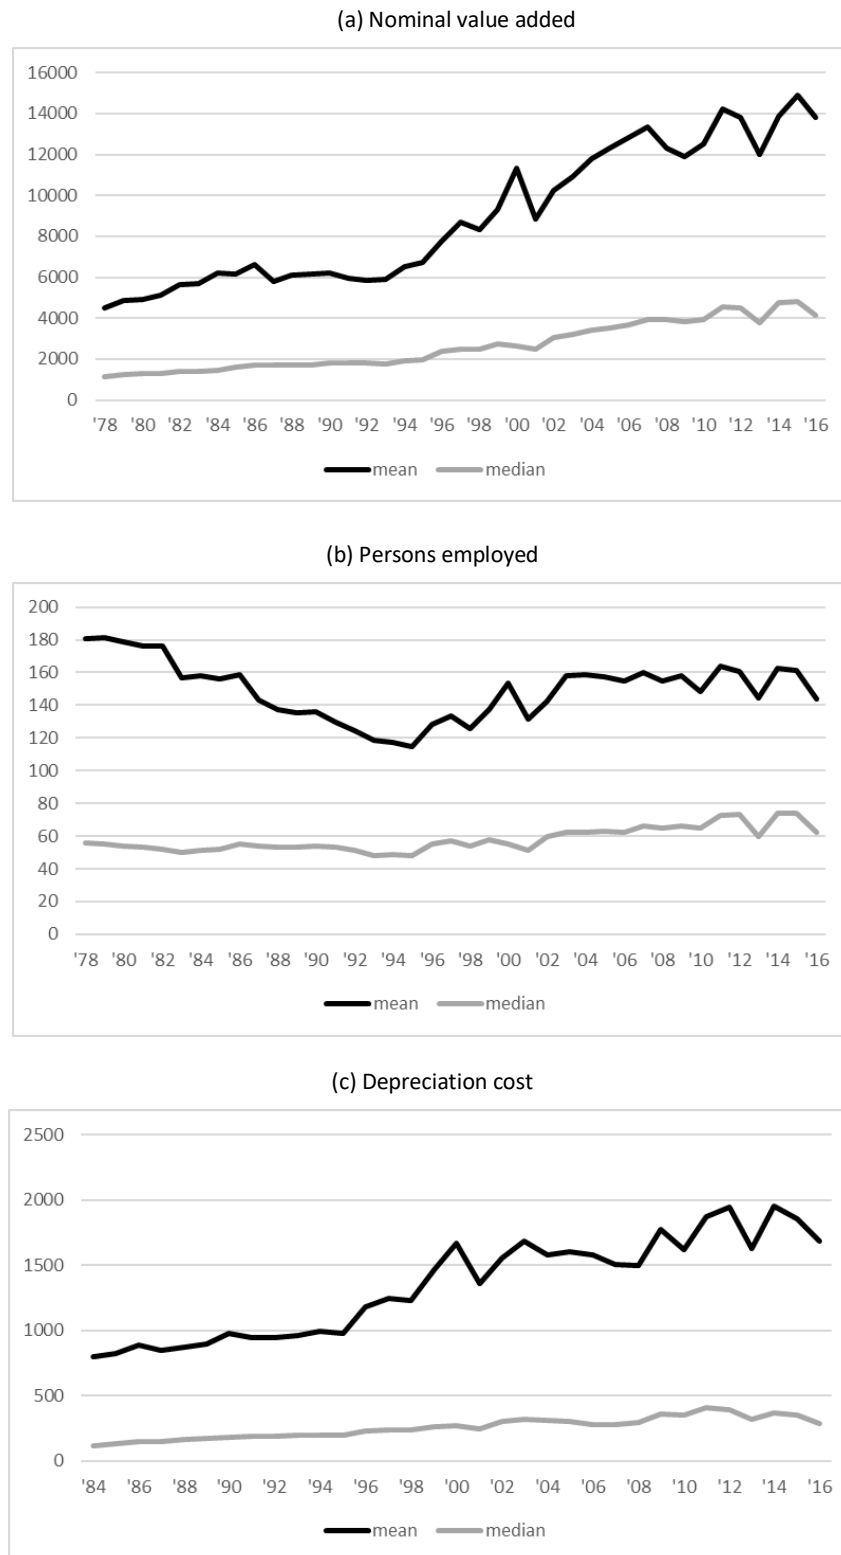 (a) Nominal value added
16000
14000
12000
10000
8000
6000
4000
2000
0
'78 '80 '82 '84 '86 '88 '90 '92 '94 '96 '98 '00 '02 '04 '06 '08 '10 '12 '14 '16
mean median
(b) Persons employed
200
180
160
140
120
100
80
60
40
20
0
'78 '80 '82 '84 '86 '88 '90 '92 '94 '96 '98 '00 '02 '04 '06 '08 '10 '12 '14 '16
mean median
(c) Depreciation cost
2500
2000
1500
1000
500
0
'84 '86 '88 '90 '92 '94 '96 '98 '00 '02 '04 '06 '08 '10 '12 '14 '16
mean median